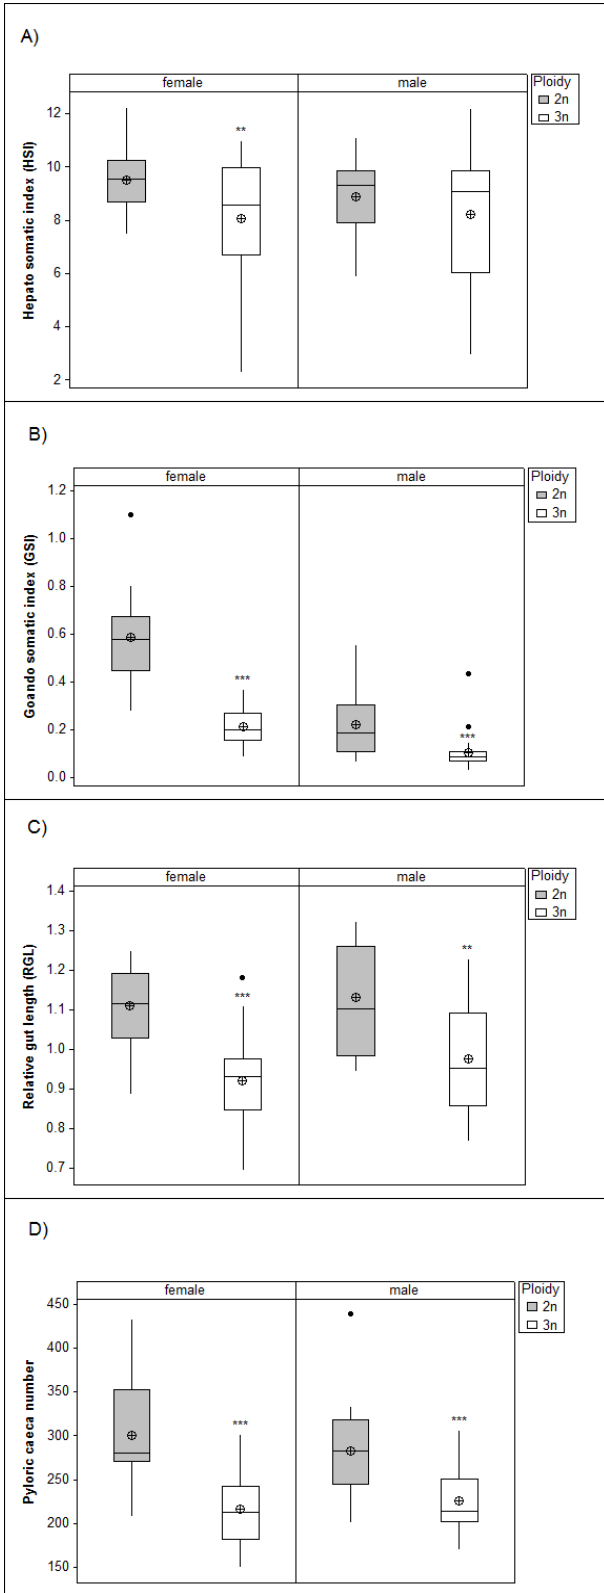 A)
female male
Ploidy
2n
3n
Hepato somatic index (HSI)
12
10
8
6
4
2
**
B)
female male
Ploidy
2n
3n
Goando somatic index (GSI)
1.2
1.0
0.8
0.6
0.4
0.2
0.0
***
***
C)
female male
Ploidy
2n
3n
Relative gut length (RGL)
1.4
1.3
1.2
1.1
1.0
0.9
0.8
0.7
***
**
D)
female male
Ploidy
2n
3n
Pyloric caeca number
450
400
350
300
250
200
150
***
***